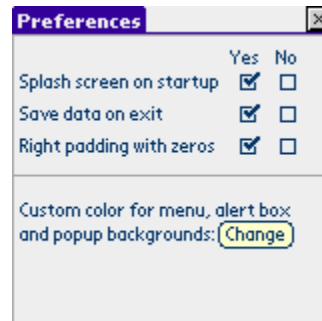 Preferences
Yes No
Splash screen on startup
Save data on exit
Right padding with zeros
Custom color for menu, alert box
and popup backgrounds: Change